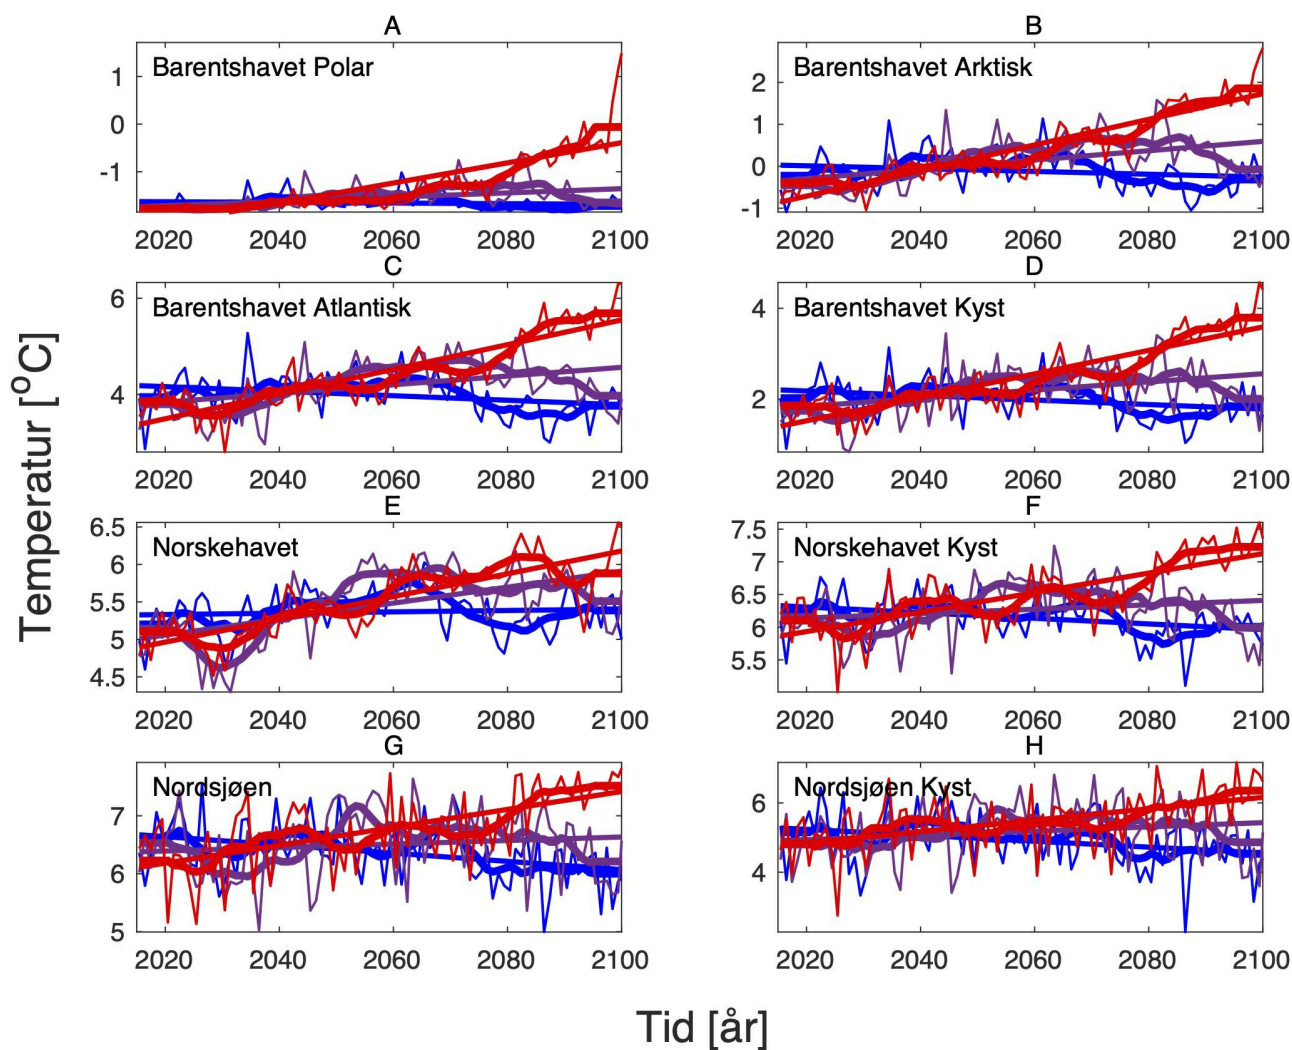 A
B
Barentshavet Polar
1
0
-1
2020 2040 2060 2080 2100
Barentshavet Arktisk
2
1
0
-1
2020 2040 2060 2080 2100
C
D
Barentshavet Atlantisk
6
4
2020 2040 2060 2080 2100
Barentshavet Kyst
4
2
2020 2040 2060 2080 2100
E
F
Norskehavet
6.5
6
5.5
5
4.5
2020 2040 2060 2080 2100
Norskehavet Kyst
7.5
7
6.5
6
5.5
2020 2040 2060 2080 2100
G
H
Nordsjøen
7
6
5
2020 2040 2060 2080 2100
Nordsjøen Kyst
6
4
2020 2040 2060 2080 2100
Temperatur [°C]
Tid [år]